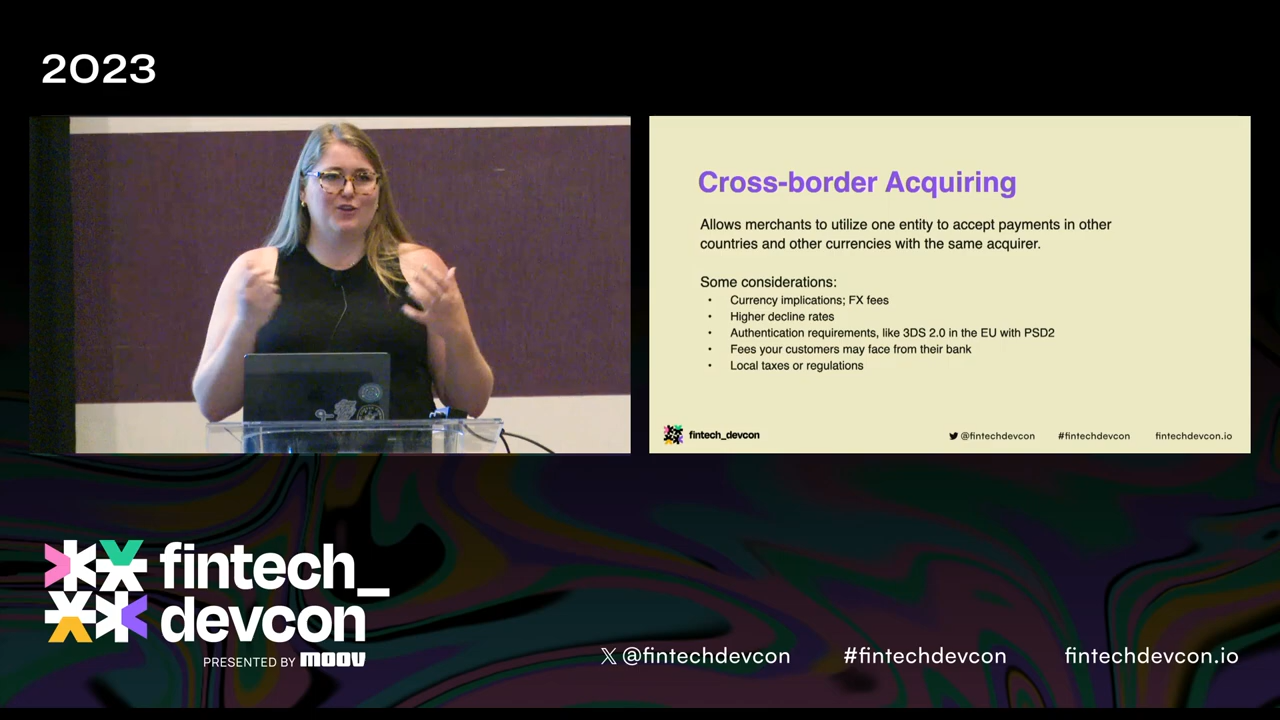 2023
Cross-border Acquiring
Allows merchants to utilize one entity to accept payments in other
countries and other currencies with the same acquirer.
Some considerations:
• Currency implications; FX fees
• Higher decline rates
• Authentication requirements, like 3DS 2.0 in the EU with PSD2
• Fees your customers may face from their bank
• Local taxes or regulations
fintech_devcon
@fintechdevcon #fintechdevcon fintechdevcon.io
fintech_
devcon
PRESENTED BY moov
𝕏 @fintechdevcon #fintechdevcon fintechdevcon.io